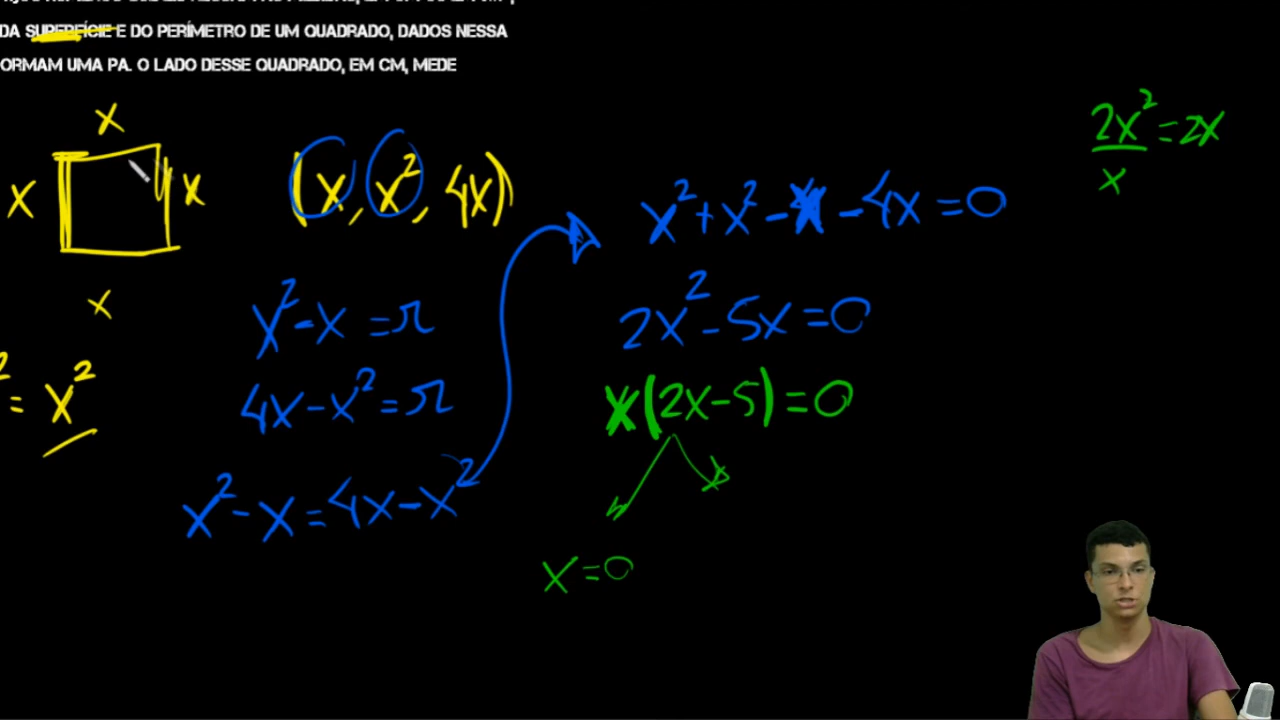 DA SUPERFÍCIE E DO PERÍMETRO DE UM QUADRADO, DADOS NESSA
ORMAM UMA PA. O LADO DESSE QUADRADO, EM CM, MEDE
x
x
x
x
² = x²
(x, x², 4x)
x² - x = r
4x - x² = r
x² - x = 4x - x²
x² + x² - x - 4x = 0
2x² - 5x = 0
x(2x - 5) = 0
x = 0
2x² = 2x
x